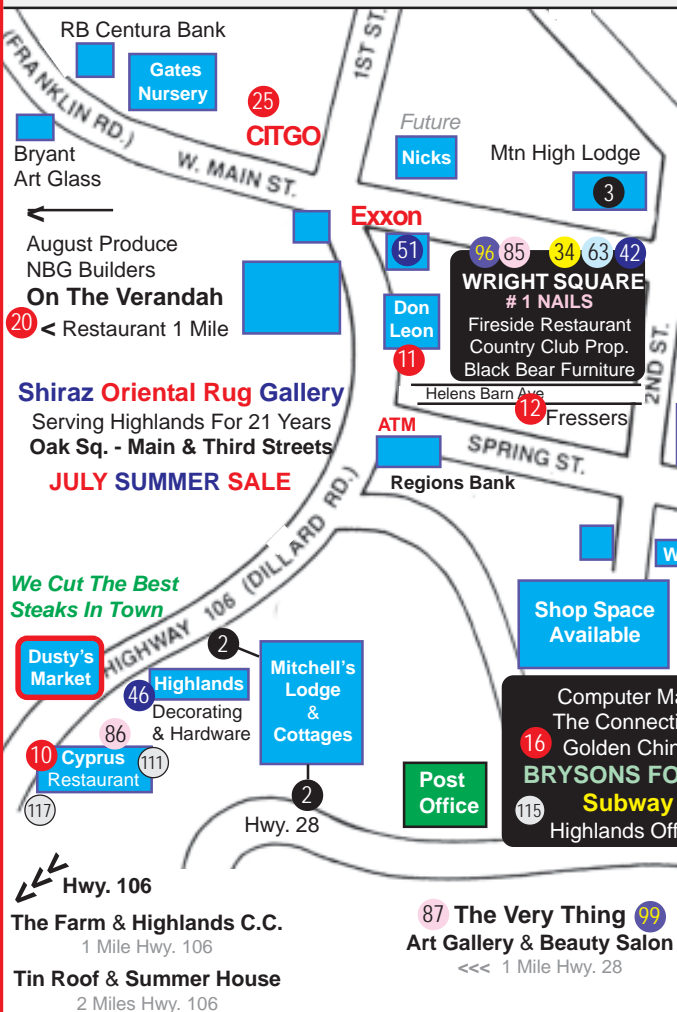 RB Centura Bank
(FRANKLIN RD.)
Gates
Nursery
25
CITGO
1ST ST.
Future
Nicks
Mtn High Lodge
3
Bryant
Art Glass
W. MAIN ST.
<
August Produce
NBG Builders
On The Verandah
20 < Restaurant 1 Mile
Exxon
51
96 85 34 63 42
WRIGHT SQUARE
# 1 NAILS
Fireside Restaurant
Country Club Prop.
Black Bear Furniture
Don
Leon
11
2ND ST.
Helens Barn Ave
12 Fressers
Shiraz Oriental Rug Gallery
Serving Highlands For 21 Years
Oak Sq. - Main & Third Streets
JULY SUMMER SALE
ATM
SPRING ST.
Regions Bank
HIGHWAY 106 (DILLARD RD.)
W
Shop Space
Available
We Cut The Best
Steaks In Town
Dusty's
Market
2
46 Highlands
Decorating
& Hardware
Mitchell's
Lodge
&
Cottages
2
Hwy. 28
86
10 Cyprus 111
Restaurant
117
Post
Office
Computer Ma
The Connecti
16 Golden Chin
BRYSONS FO
115 Subway
Highlands Off
<<<
Hwy. 106
The Farm & Highlands C.C.
1 Mile Hwy. 106
Tin Roof & Summer House
2 Miles Hwy. 106
87 The Very Thing 99
Art Gallery & Beauty Salon
<<< 1 Mile Hwy. 28